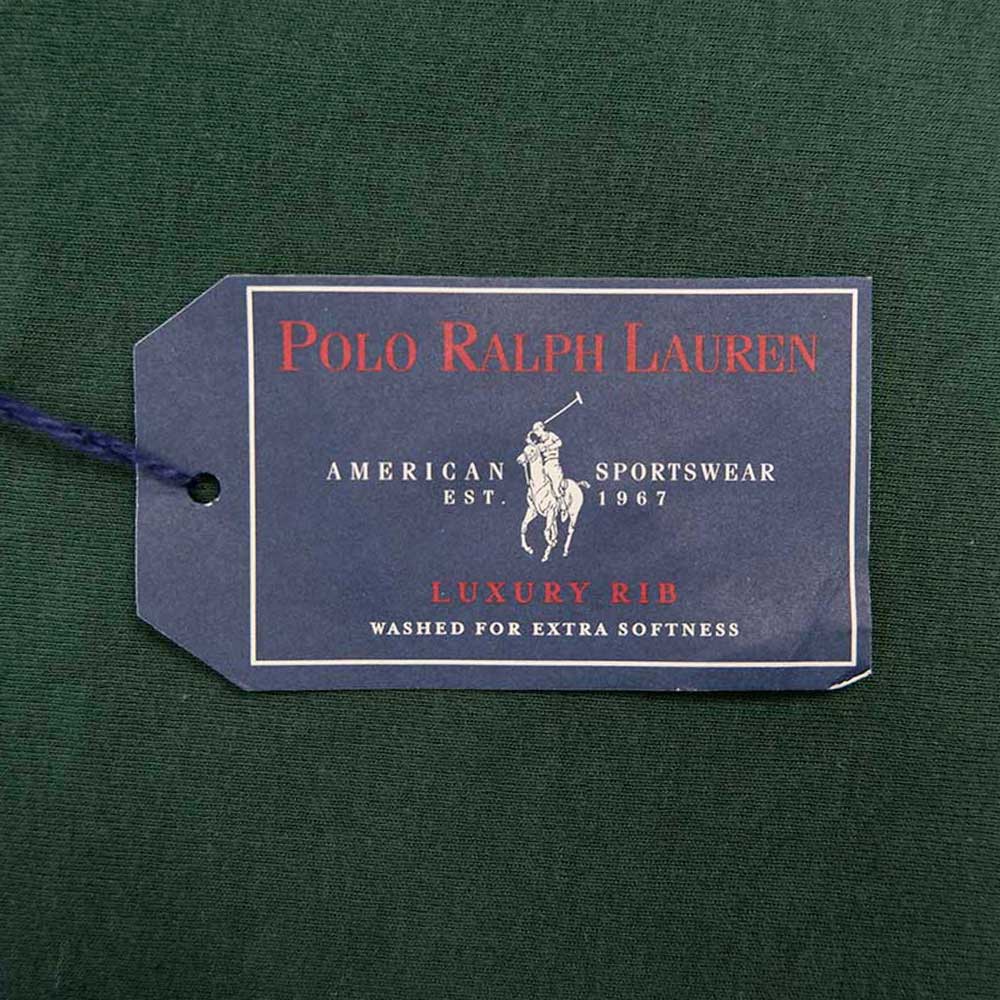 POLO RALPH LAUREN
AMERICAN SPORTSWEAR
EST. 1967
LUXURY RIB
WASHED FOR EXTRA SOFTNESS